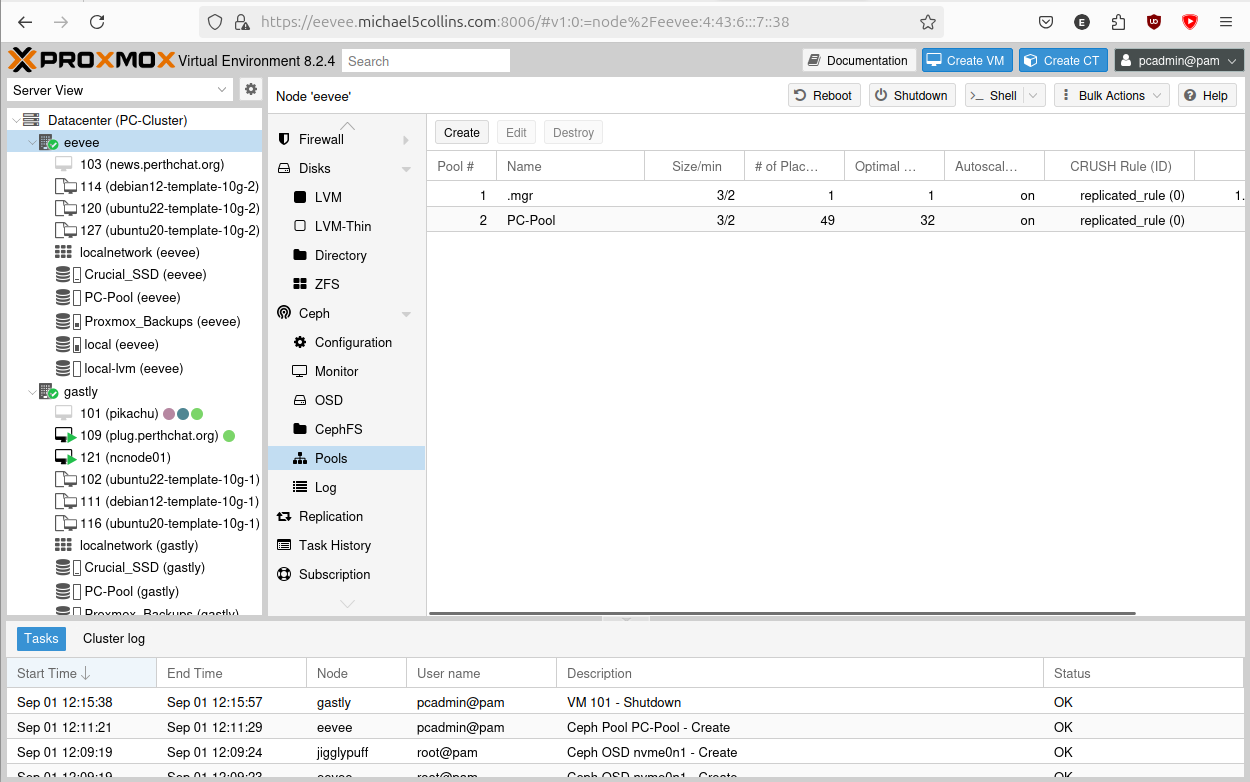 https://eevee.michael5collins.com:8006/#v1:0:=node%2Feevee:4:43:6:::7::38
E
PROXMOX Virtual Environment 8.2.4 Search Documentation Create VM Create CT pcadmin@pam
Server View
Node 'eevee' Reboot Shutdown Shell Bulk Actions Help
Datacenter (PC-Cluster)
eevee
103 (news.perthchat.org)
114 (debian12-template-10g-2)
120 (ubuntu22-template-10g-2)
127 (ubuntu20-template-10g-2)
localnetwork (eevee)
Crucial_SSD (eevee)
PC-Pool (eevee)
Proxmox_Backups (eevee)
local (eevee)
local-lvm (eevee)
gastly
101 (pikachu)
109 (plug.perthchat.org)
121 (ncnode01)
102 (ubuntu22-template-10g-1)
111 (debian12-template-10g-1)
116 (ubuntu20-template-10g-1)
localnetwork (gastly)
Crucial_SSD (gastly)
PC-Pool (gastly)
Proxmox_Backups (gastly)
Firewall
Disks
LVM
LVM-Thin
Directory
ZFS
Ceph
Configuration
Monitor
OSD
CephFS
Pools
Log
Replication
Task History
Subscription
Create Edit Destroy
Pool # Name Size/min # of Plac... Optimal ... Autoscal... CRUSH Rule (ID)
1 .mgr 3/2 1 1 on replicated_rule (0) 1.
2 PC-Pool 3/2 49 32 on replicated_rule (0)
Tasks Cluster log
Start Time End Time Node User name Description Status
Sep 01 12:15:38 Sep 01 12:15:57 gastly pcadmin@pam VM 101 - Shutdown OK
Sep 01 12:11:21 Sep 01 12:11:29 eevee pcadmin@pam Ceph Pool PC-Pool - Create OK
Sep 01 12:09:19 Sep 01 12:09:24 jigglypuff root@pam Ceph OSD nvme0n1 - Create OK
Sep 01 12:09:19 Sep 01 12:09:23 eevee root@pam Ceph OSD nvme0n1 - Create OK